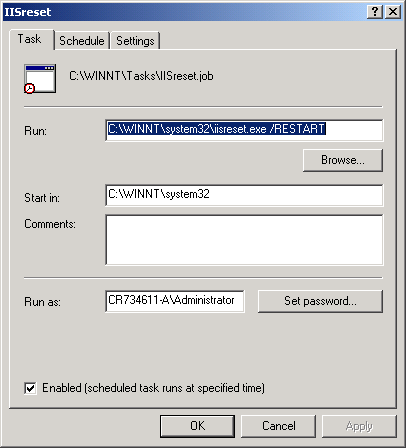 IISreset
Task Schedule Settings
C:\WINNT\Tasks\IISreset.job
Run: C:\WINNT\system32\iisreset.exe /RESTART
Browse...
Start in: C:\WINNT\system32
Comments:
Run as: CR734611-A\Administrator Set password...
Enabled (scheduled task runs at specified time)
OK Cancel Apply